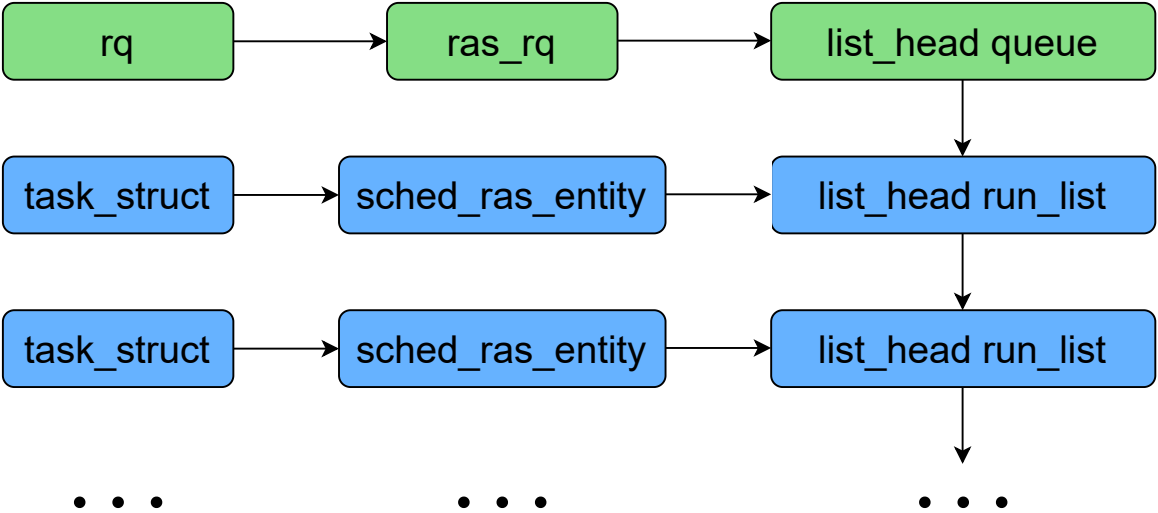 rq
ras_rq
list_head queue
task_struct
sched_ras_entity
list_head run_list
task_struct
sched_ras_entity
list_head run_list
. . .
. . .
. . .